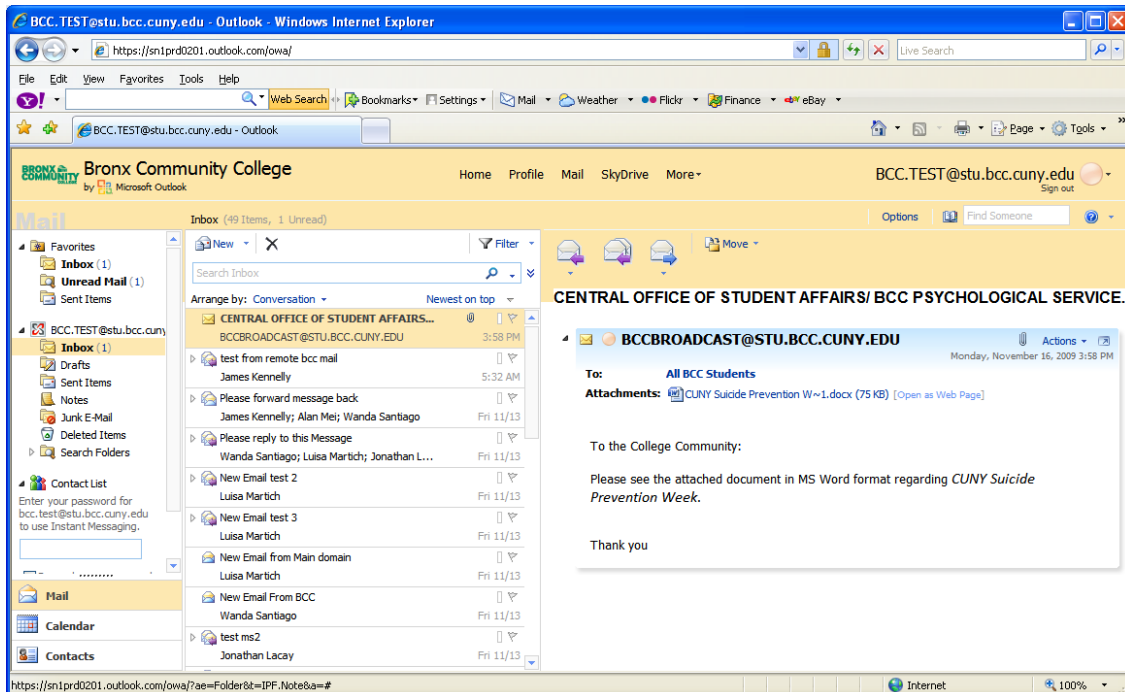 BCC.TEST@stu.bcc.cuny.edu - Outlook - Windows Internet Explorer
https://sn1prd0201.outlook.com/owa/
Live Search
File Edit View Favorites Tools Help
Y! Web Search Bookmarks Settings Mail Weather Flickr Finance eBay
BCC.TEST@stu.bcc.cuny.edu - Outlook
Page Tools »
BRONX COMMUNITY COLLEGE Bronx Community College
by Microsoft Outlook
Home Profile Mail SkyDrive More
BCC.TEST@stu.bcc.cuny.edu
Sign out
Mail
Inbox (49 Items, 1 Unread)
Options Find Someone
Favorites
Inbox (1)
Unread Mail (1)
Sent Items
BCC.TEST@stu.bcc.cuny
Inbox (1)
Drafts
Sent Items
Notes
Junk E-Mail
Deleted Items
Search Folders
Contact List
Enter your password for
bcc.test@stu.bcc.cuny.edu
to use Instant Messaging.
Mail
Calendar
Contacts
New Filter
Search Inbox
Arrange by: Conversation Newest on top
CENTRAL OFFICE OF STUDENT AFFAIRS...
BCCBROADCAST@STU.BCC.CUNY.EDU 3:58 PM
test from remote bcc mail
James Kennelly 5:32 AM
Please forward message back
James Kennelly; Alan Mei; Wanda Santiago Fri 11/13
Please reply to this Message
Wanda Santiago; Luisa Martich; Jonathan L... Fri 11/13
New Email test 2
Luisa Martich Fri 11/13
New Email test 3
Luisa Martich Fri 11/13
New Email from Main domain
Luisa Martich Fri 11/13
New Email From BCC
Wanda Santiago Fri 11/13
test ms2
Jonathan Lacay Fri 11/13
Move
CENTRAL OFFICE OF STUDENT AFFAIRS/ BCC PSYCHOLOGICAL SERVICE.
BCCBROADCAST@STU.BCC.CUNY.EDU Actions
Monday, November 16, 2009 3:58 PM
To: All BCC Students
Attachments: CUNY Suicide Prevention W~1.docx (75 KB) [Open as Web Page]
To the College Community:
Please see the attached document in MS Word format regarding CUNY Suicide
Prevention Week.
Thank you
https://sn1prd0201.outlook.com/owa/?ae=Folder&t=IPF.Note&a=#
Internet 100%